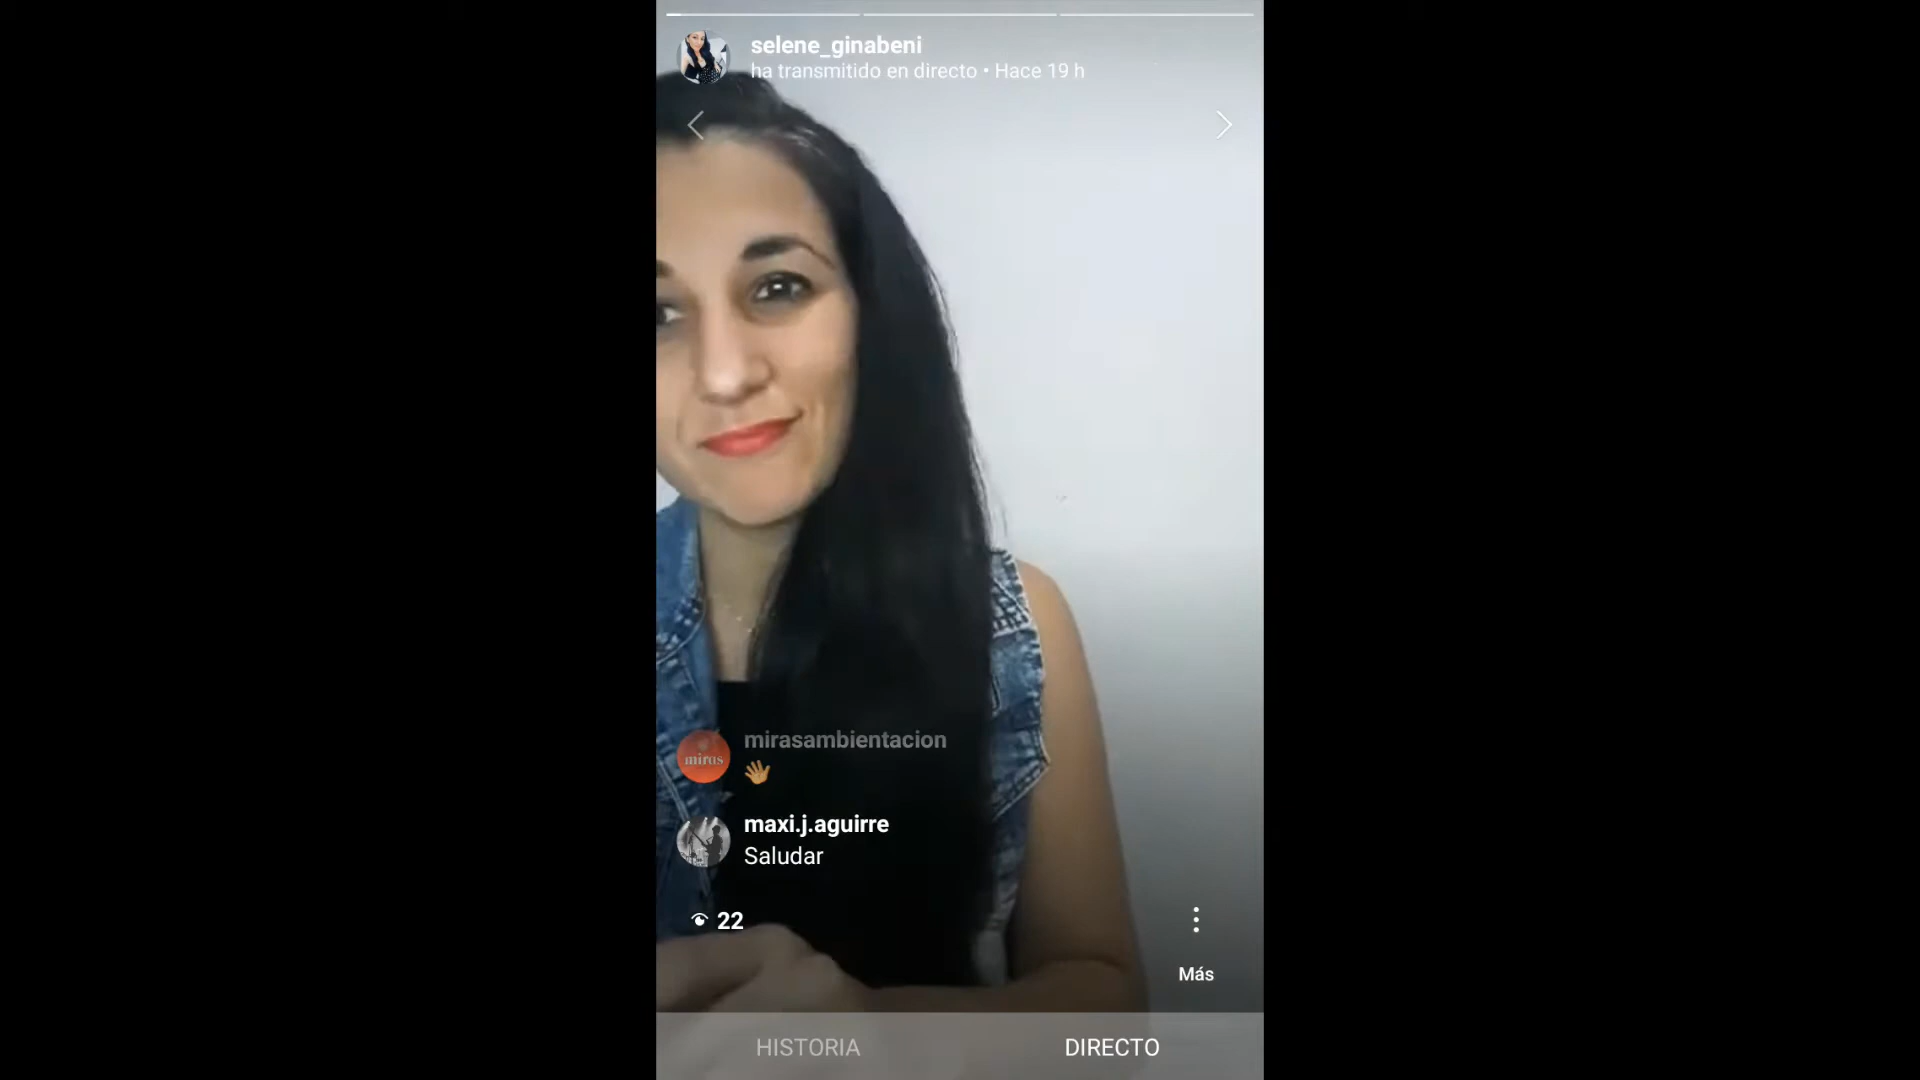 selene_ginabeni
ha transmitido en directo • Hace 19 h
mirasambientacion
miras
👋
maxi.j.aguirre
Saludar
22
Más
HISTORIA
DIRECTO